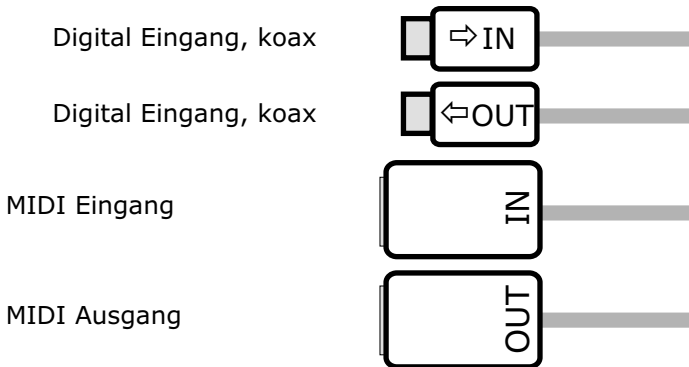 Digital Eingang, koax
IN
Digital Eingang, koax
OUT
MIDI Eingang
IN
MIDI Ausgang
OUT